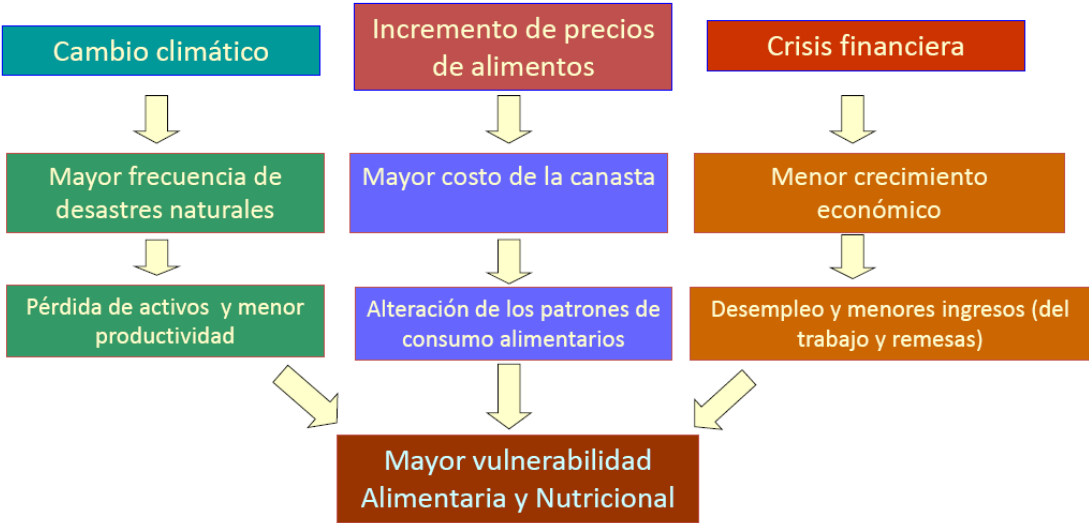 Cambio climático
Incremento de precios
de alimentos
Crisis financiera
Mayor frecuencia de
desastres naturales
Mayor costo de la canasta
Menor crecimiento
económico
Pérdida de activos y menor
productividad
Alteración de los patrones de
consumo alimentarios
Desempleo y menores ingresos (del
trabajo y remesas)
Mayor vulnerabilidad
Alimentaria y Nutricional